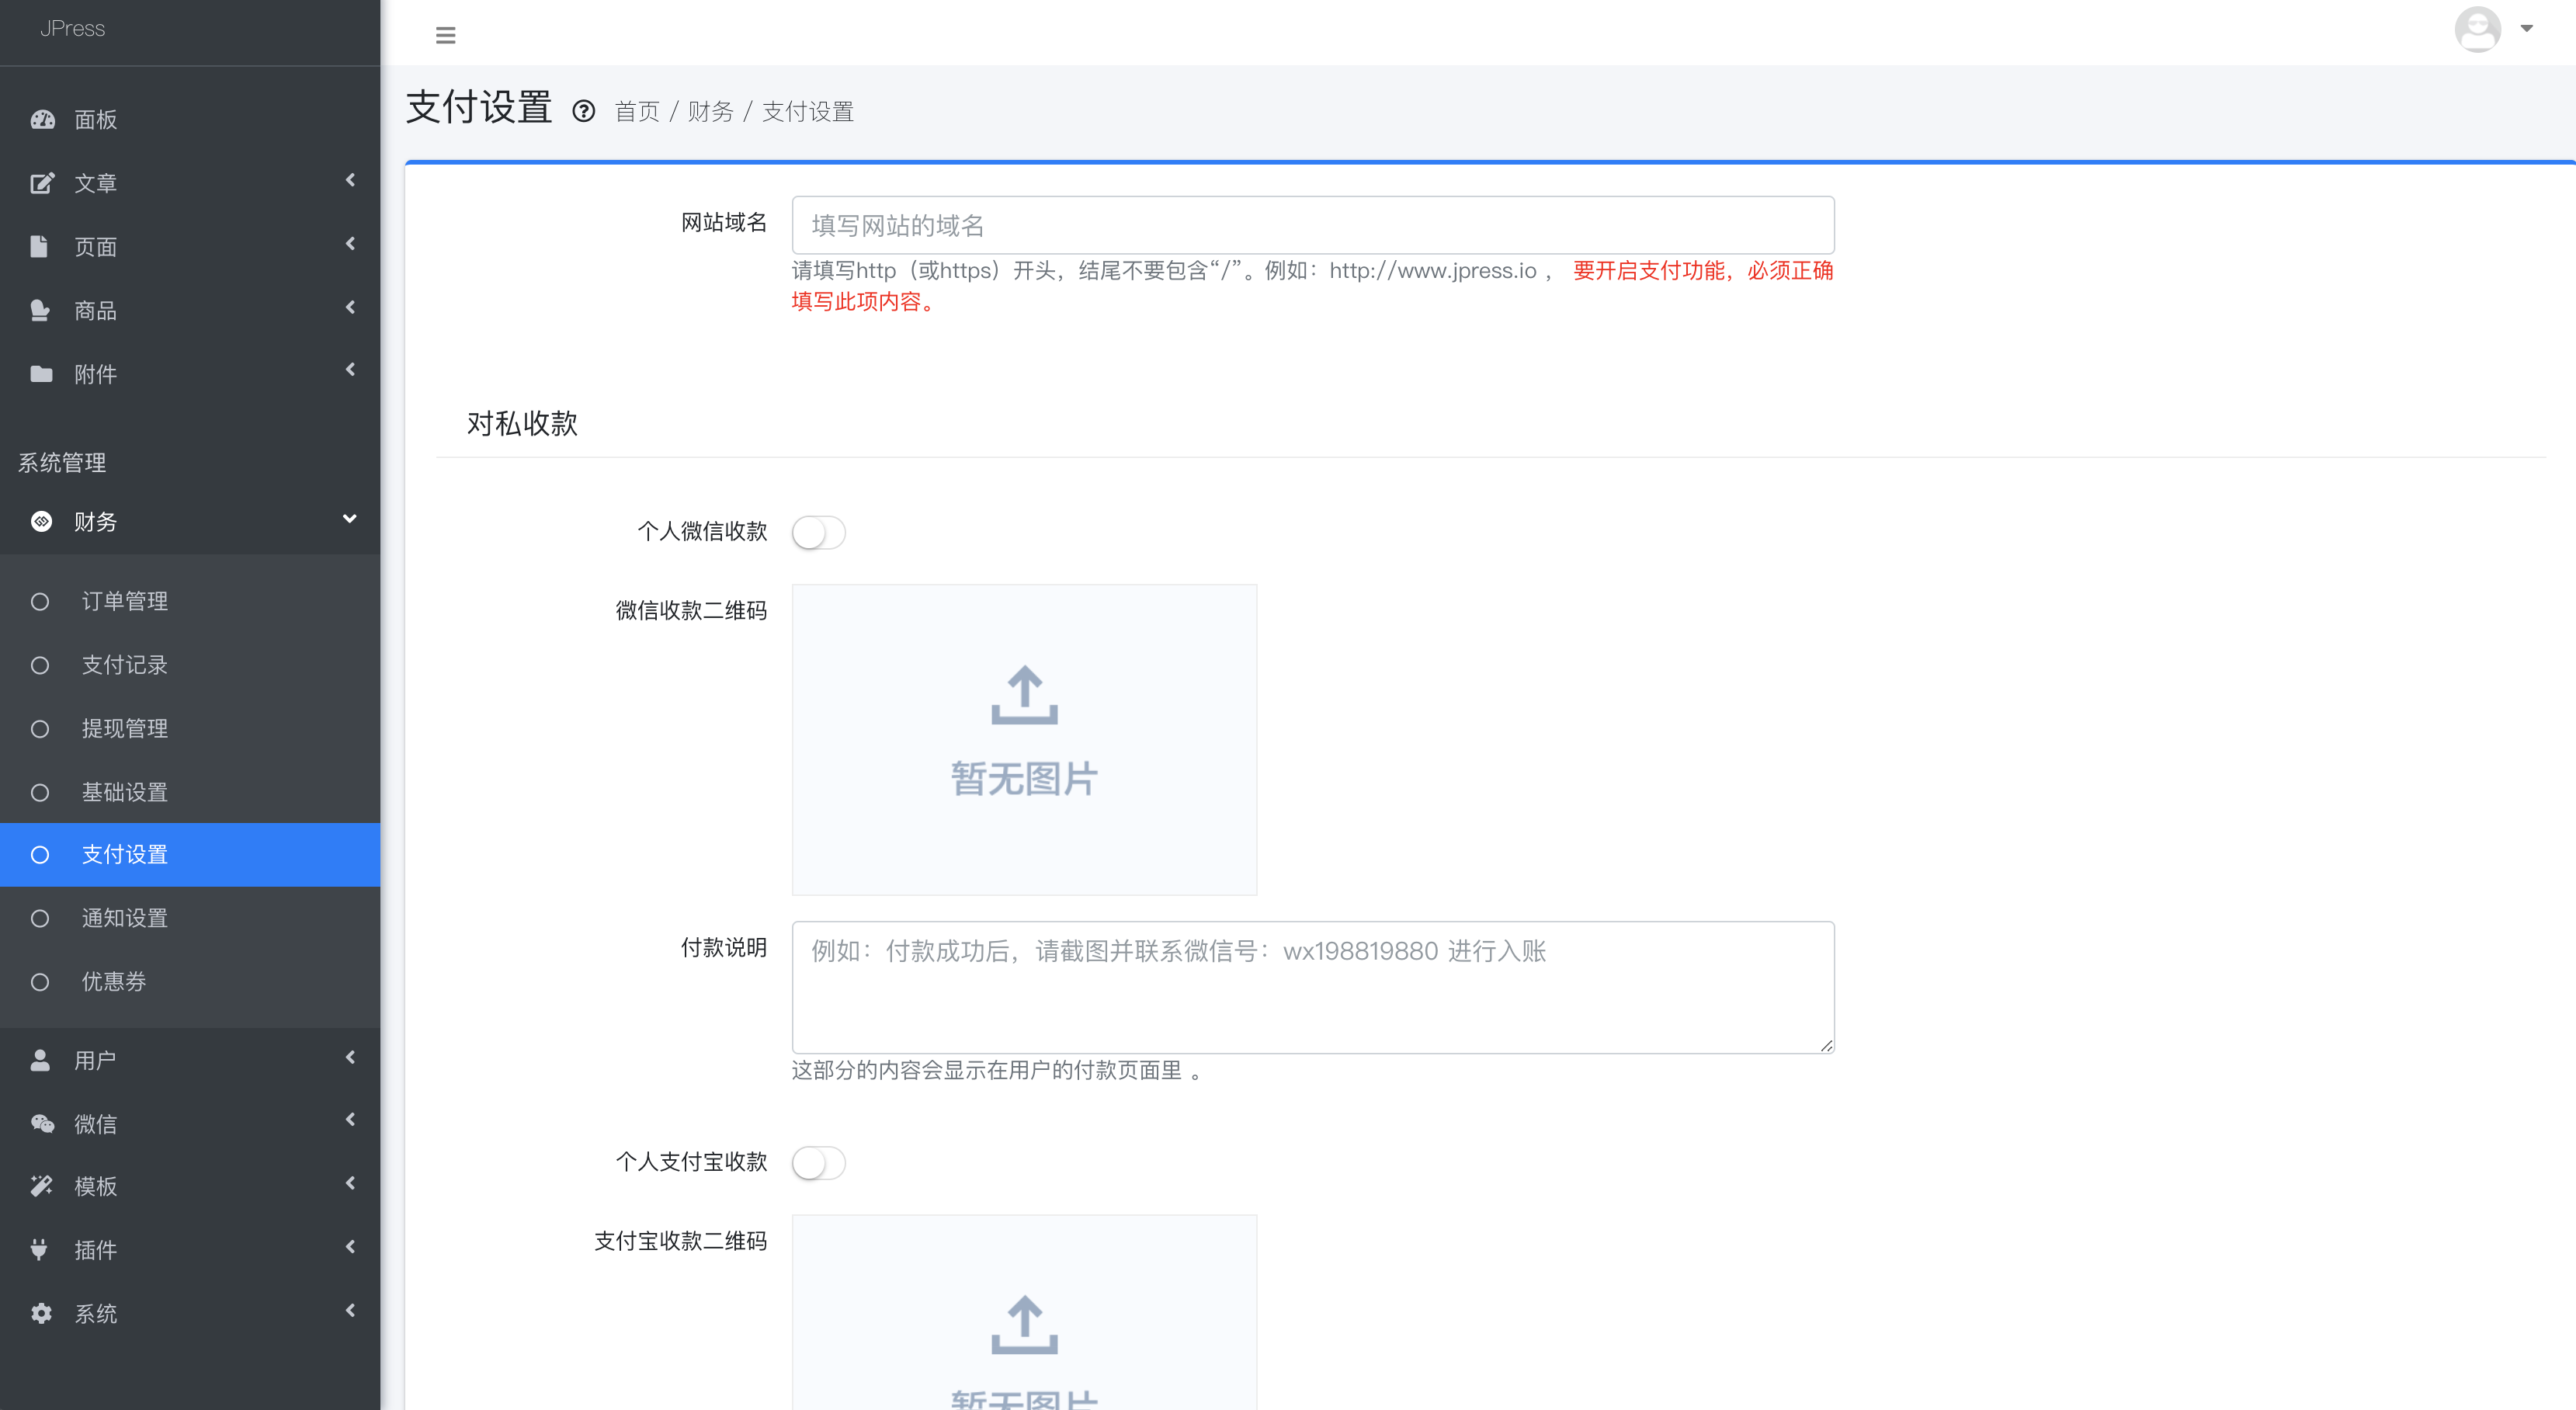 JPress
面板
文章
页面
商品
附件
系统管理
财务
订单管理
支付记录
提现管理
基础设置
支付设置
通知设置
优惠券
用户
微信
模板
插件
系统
支付设置 首页 / 财务 / 支付设置
网站域名 填写网站的域名
请填写http（或https）开头，结尾不要包含“/”。例如：http://www.jpress.io ， 要开启支付功能，必须正确
填写此项内容。
对私收款
个人微信收款
微信收款二维码
暂无图片
付款说明 例如：付款成功后，请截图并联系微信号：wx198819880 进行入账
这部分的内容会显示在用户的付款页面里 。
个人支付宝收款
支付宝收款二维码
暂无图片